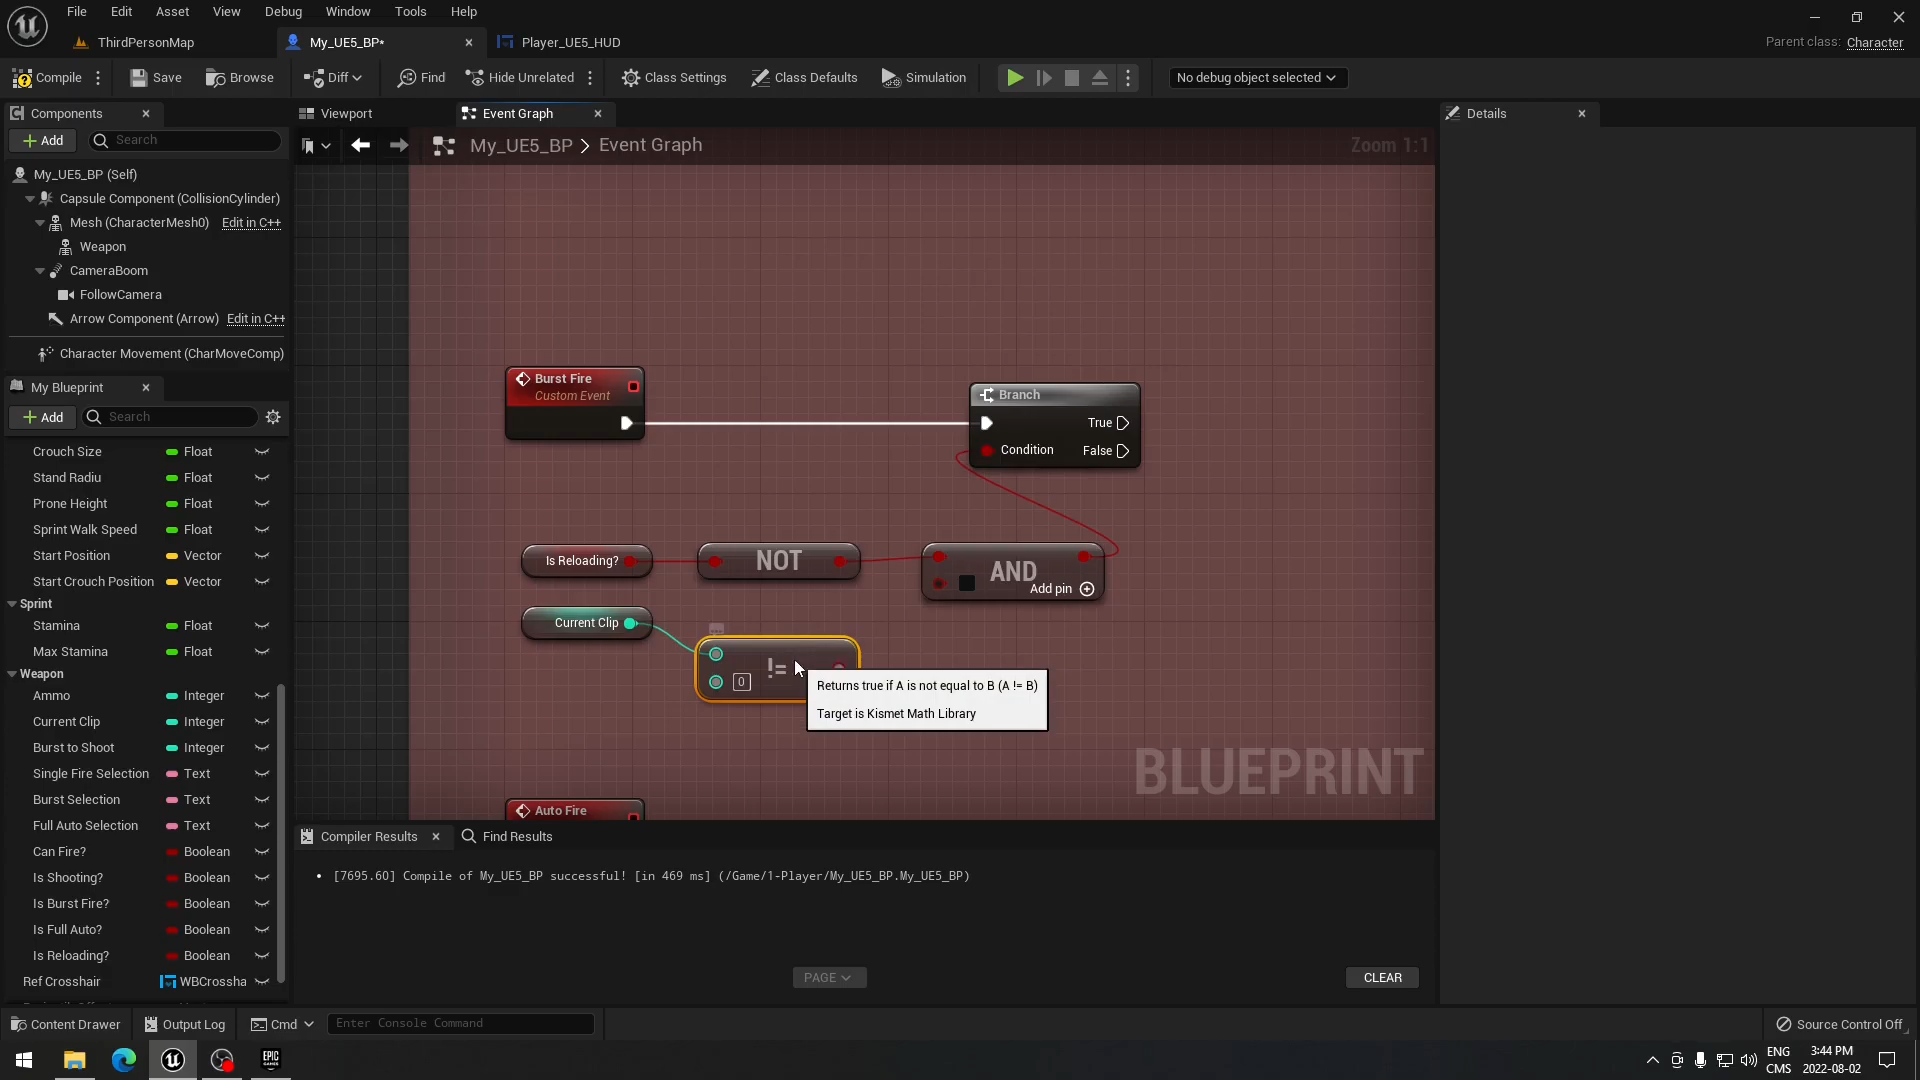 File Edit Asset View Debug Window Tools Help
ThirdPersonMap
My_UE5_BP*
Player_UE5_HUD
Parent class: Character
Compile
Save
Browse
Diff
Find
Hide Unrelated
Class Settings
Class Defaults
Simulation
No debug object selected
Components
Viewport
Event Graph
Details
Add
Search
My_UE5_BP > Event Graph
Zoom 1:1
My_UE5_BP (Self)
Capsule Component (CollisionCylinder)
Mesh (CharacterMesh0) Edit in C++
Weapon
CameraBoom
FollowCamera
Arrow Component (Arrow) Edit in C++
Character Movement (CharMoveComp)
My Blueprint
Add
Search
Crouch Size Float
Stand Radiu Float
Prone Height Float
Sprint Walk Speed Float
Start Position Vector
Start Crouch Position Vector
Sprint
Stamina Float
Max Stamina Float
Weapon
Ammo Integer
Current Clip Integer
Burst to Shoot Integer
Single Fire Selection Text
Burst Selection Text
Full Auto Selection Text
Can Fire? Boolean
Is Shooting? Boolean
Is Burst Fire? Boolean
Is Full Auto? Boolean
Is Reloading? Boolean
Ref Crosshair WBCrossha
Burst Fire
Custom Event
Branch
True
Condition False
Is Reloading?
NOT
AND
Add pin
Current Clip
!=
0
Returns true if A is not equal to B (A != B)
Target is Kismet Math Library
BLUEPRINT
Auto Fire
Compiler Results
Find Results
[7695.60] Compile of My_UE5_BP successful! [in 469 ms] (/Game/1-Player/My_UE5_BP.My_UE5_BP)
PAGE
CLEAR
Content Drawer
Output Log
Cmd
Enter Console Command
Source Control Off
EPIC
GAMES
ENG
CMS
3:44 PM
2022-08-02